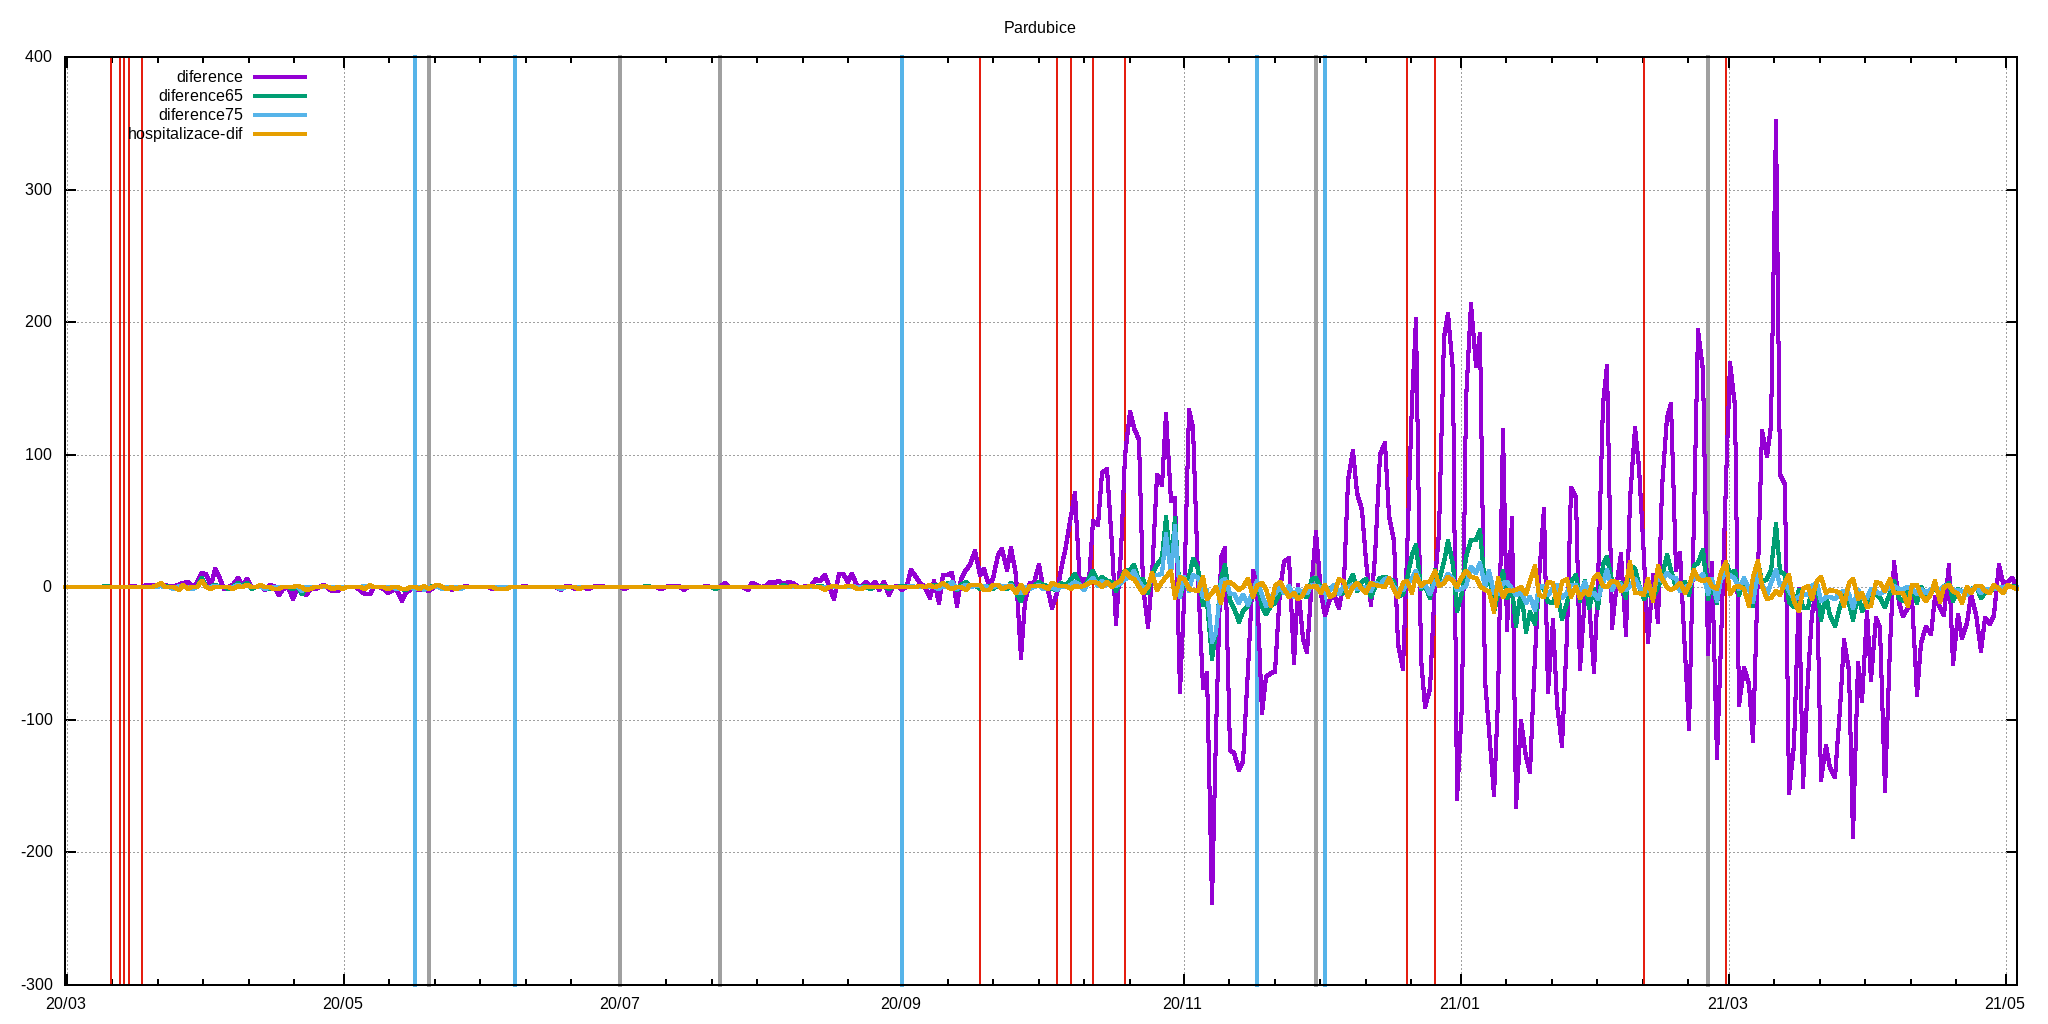 Pardubice
400
300
200
100
0
-100
-200
-300
diference
diference65
diference75
hospitalizace-dif
20/03 20/05 20/07 20/09 20/11 21/01 21/03 21/05